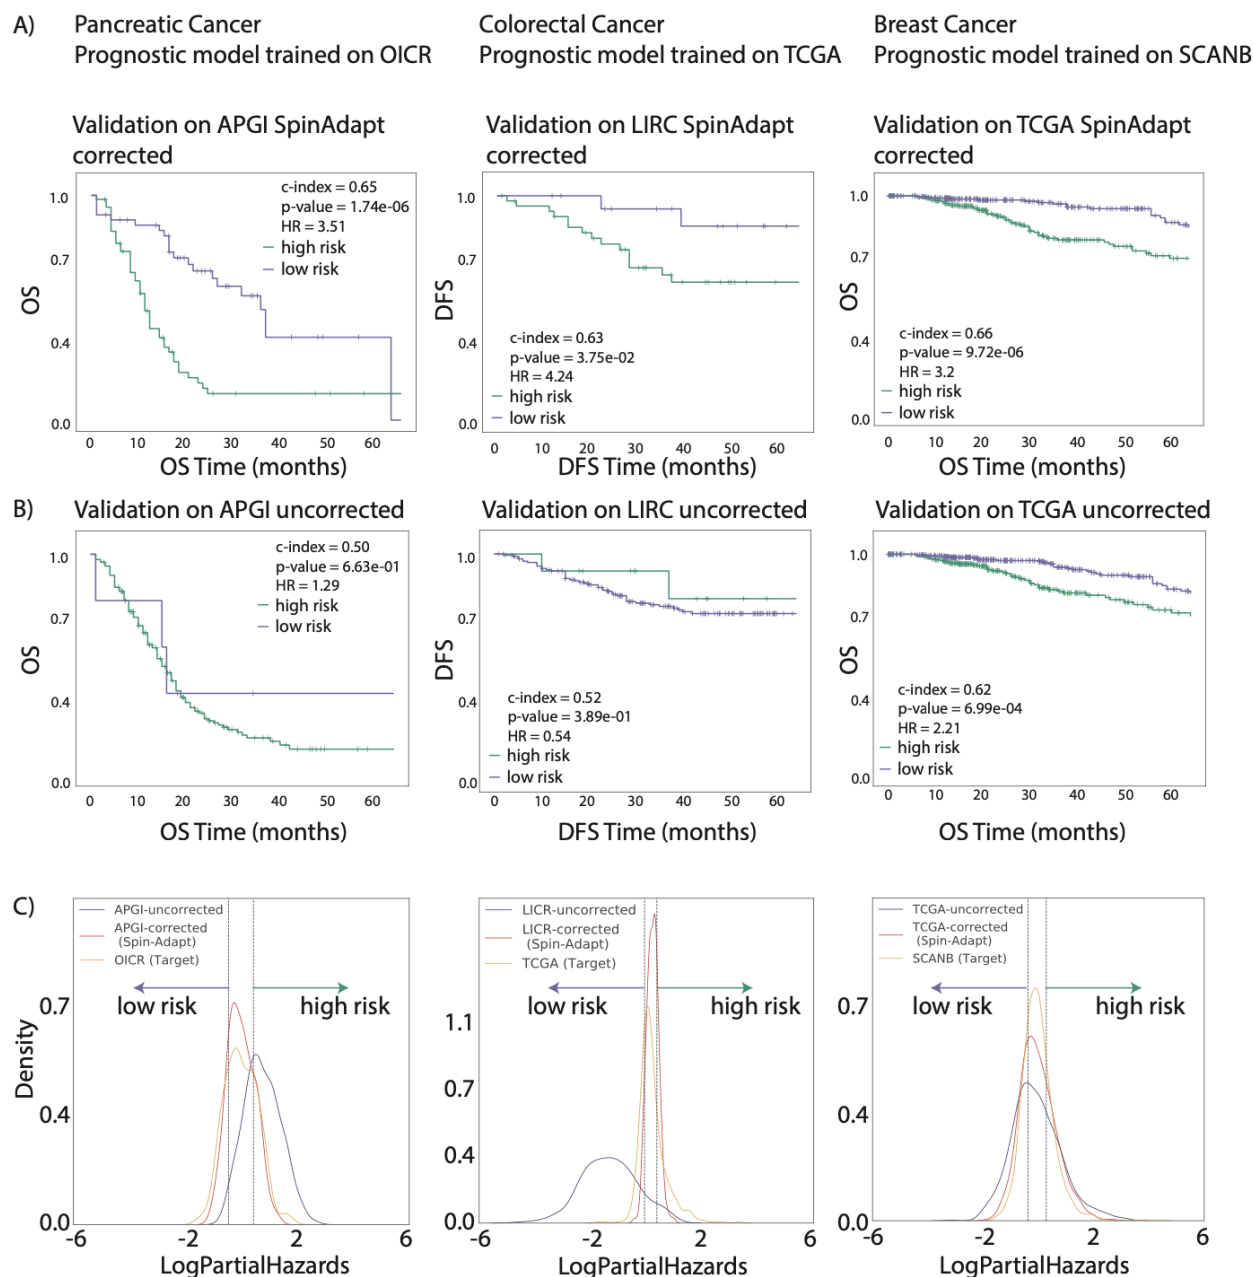 A)
Pancreatic Cancer
Prognostic model trained on OICR
Colorectal Cancer
Prognostic model trained on TCGA
Breast Cancer
Prognostic model trained on SCANB
Validation on APGI SpinAdapt
corrected
OS
1.0
0.7
0.4
0.0
c-index = 0.65
p-value = 1.74e-06
HR = 3.51
high risk
low risk
0 10 20 30 40 50 60
OS Time (months)
Validation on LIRC SpinAdapt
corrected
DFS
1.0
0.7
0.4
0.0
c-index = 0.63
p-value = 3.75e-02
HR = 4.24
high risk
low risk
0 10 20 30 40 50 60
DFS Time (months)
Validation on TCGA SpinAdapt
corrected
OS
1.0
0.7
0.4
0.0
c-index = 0.66
p-value = 9.72e-06
HR = 3.2
high risk
low risk
0 10 20 30 40 50 60
OS Time (months)
B)
Validation on APGI uncorrected
OS
1.0
0.7
0.4
0.0
c-index = 0.50
p-value = 6.63e-01
HR = 1.29
high risk
low risk
0 10 20 30 40 50 60
OS Time (months)
Validation on LIRC uncorrected
DFS
1.0
0.7
0.4
0.0
c-index = 0.52
p-value = 3.89e-01
HR = 0.54
high risk
low risk
0 10 20 30 40 50 60
DFS Time (months)
Validation on TCGA uncorrected
OS
1.0
0.7
0.4
0.0
c-index = 0.62
p-value = 6.99e-04
HR = 2.21
high risk
low risk
0 10 20 30 40 50 60
OS Time (months)
C)
APGI-uncorrected
APGI-corrected
(Spin-Adapt)
OICR (Target)
low risk
high risk
Density
0.7
0.4
0.0
-6 -2 2 6
LogPartialHazards
LICR-uncorrected
LICR-corrected
(Spin-Adapt)
TCGA (Target)
low risk
high risk
1.1
0.7
0.4
0.0
-6 -2 2 6
LogPartialHazards
TCGA-uncorrected
TCGA-corrected
(Spin-Adapt)
SCANB (Target)
low risk
high risk
0.7
0.4
0.0
-6 -2 2 6
LogPartialHazards